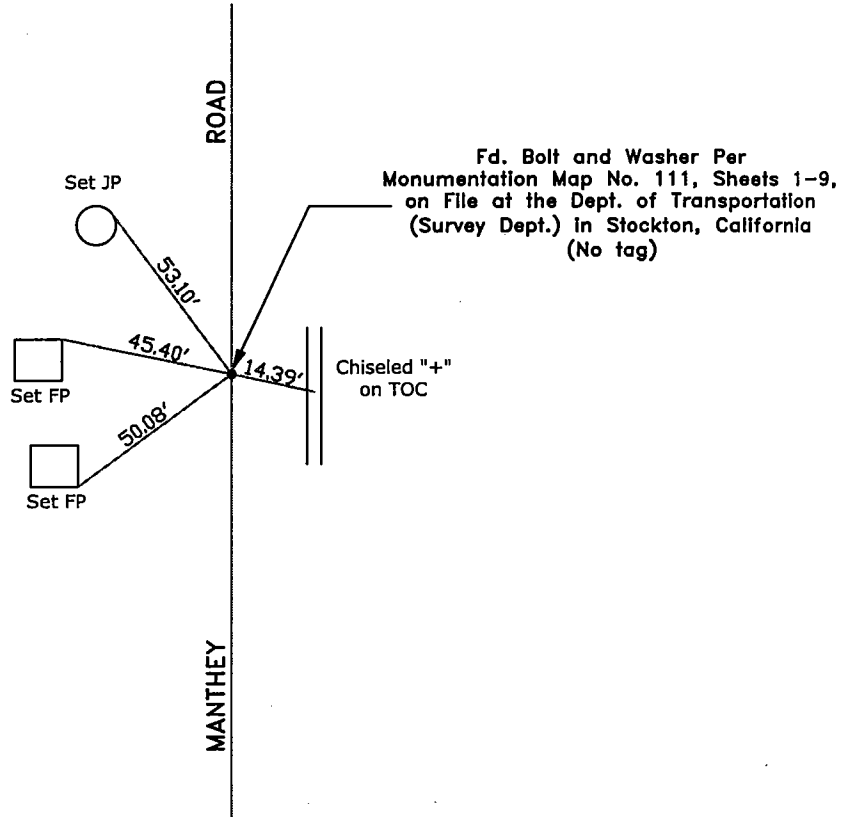 ROAD
Fd. Bolt and Washer Per
Monumentation Map No. 111, Sheets 1-9,
on File at the Dept. of Transportation
(Survey Dept.) in Stockton, California
(No tag)
Set JP
53.10'
45.40'
14.39'
Chiseled "+"
on TOC
Set FP
50.08'
Set FP
MANTHEY